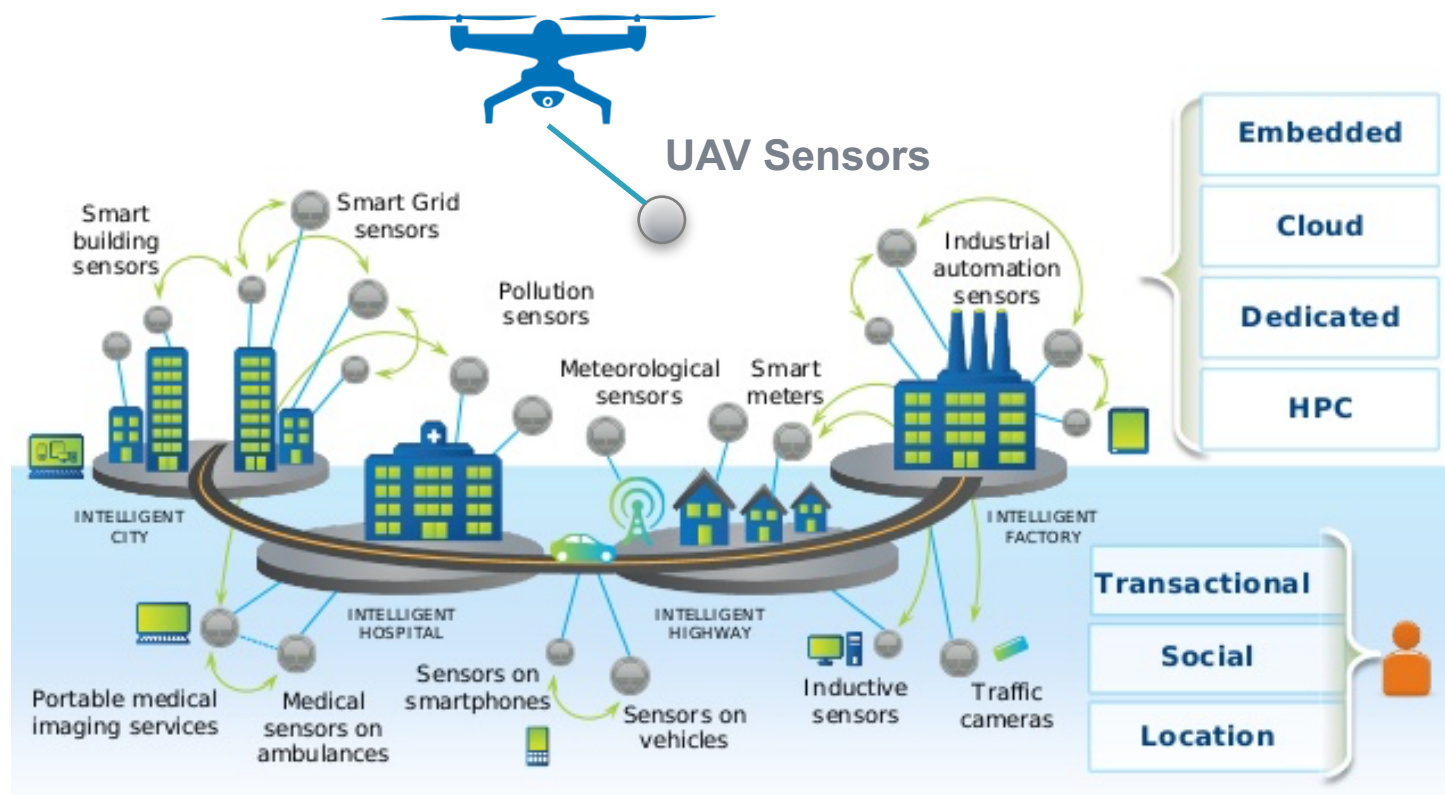 UAV Sensors
Smart
building
sensors
Smart Grid
sensors
Pollution
sensors
Meteorological
sensors
Smart
meters
Industrial
automation
sensors
Embedded
Cloud
Dedicated
HPC
INTELLIGENT
CITY
INTELLIGENT
HOSPITAL
INTELLIGENT
HIGHWAY
INTELLIGENT
FACTORY
Portable medical
imaging services
Medical
sensors on
ambulances
Sensors on
smartphones
Sensors on
vehicles
Inductive
sensors
Traffic
cameras
Transactional
Social
Location